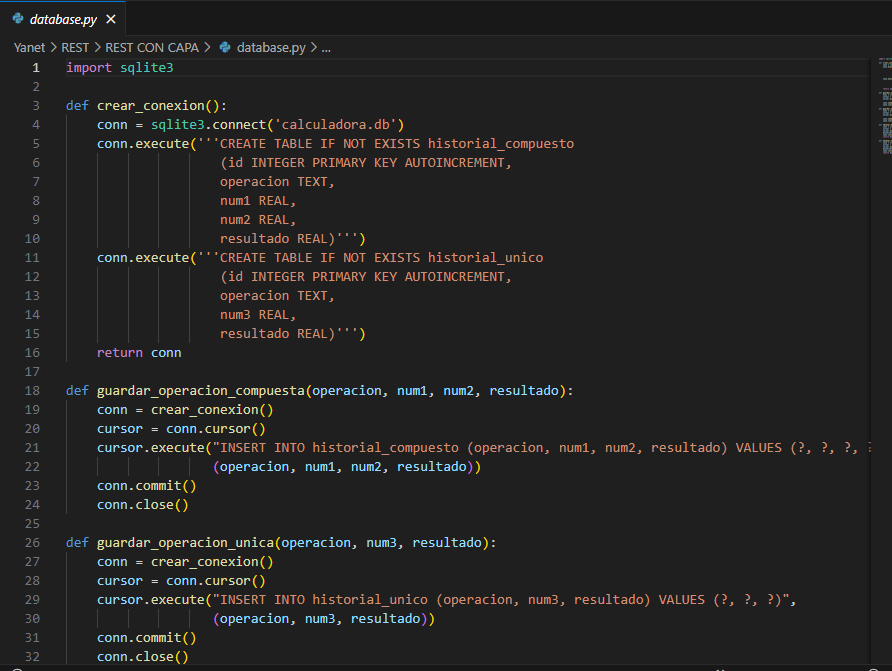 database.py
Yanet > REST > REST CON CAPA > database.py > ...
1 import sqlite3
2
3 def crear_conexion():
4     conn = sqlite3.connect('calculadora.db')
5     conn.execute('''CREATE TABLE IF NOT EXISTS historial_compuesto
6                     (id INTEGER PRIMARY KEY AUTOINCREMENT,
7                     operacion TEXT,
8                     num1 REAL,
9                     num2 REAL,
10                     resultado REAL)''')
11     conn.execute('''CREATE TABLE IF NOT EXISTS historial_unico
12                     (id INTEGER PRIMARY KEY AUTOINCREMENT,
13                     operacion TEXT,
14                     num3 REAL,
15                     resultado REAL)''')
16     return conn
17
18 def guardar_operacion_compuesta(operacion, num1, num2, resultado):
19     conn = crear_conexion()
20     cursor = conn.cursor()
21     cursor.execute("INSERT INTO historial_compuesto (operacion, num1, num2, resultado) VALUES (?, ?, ?, ?
22                    (operacion, num1, num2, resultado))
23     conn.commit()
24     conn.close()
25
26 def guardar_operacion_unica(operacion, num3, resultado):
27     conn = crear_conexion()
28     cursor = conn.cursor()
29     cursor.execute("INSERT INTO historial_unico (operacion, num3, resultado) VALUES (?, ?, ?)",
30                    (operacion, num3, resultado))
31     conn.commit()
32     conn.close()